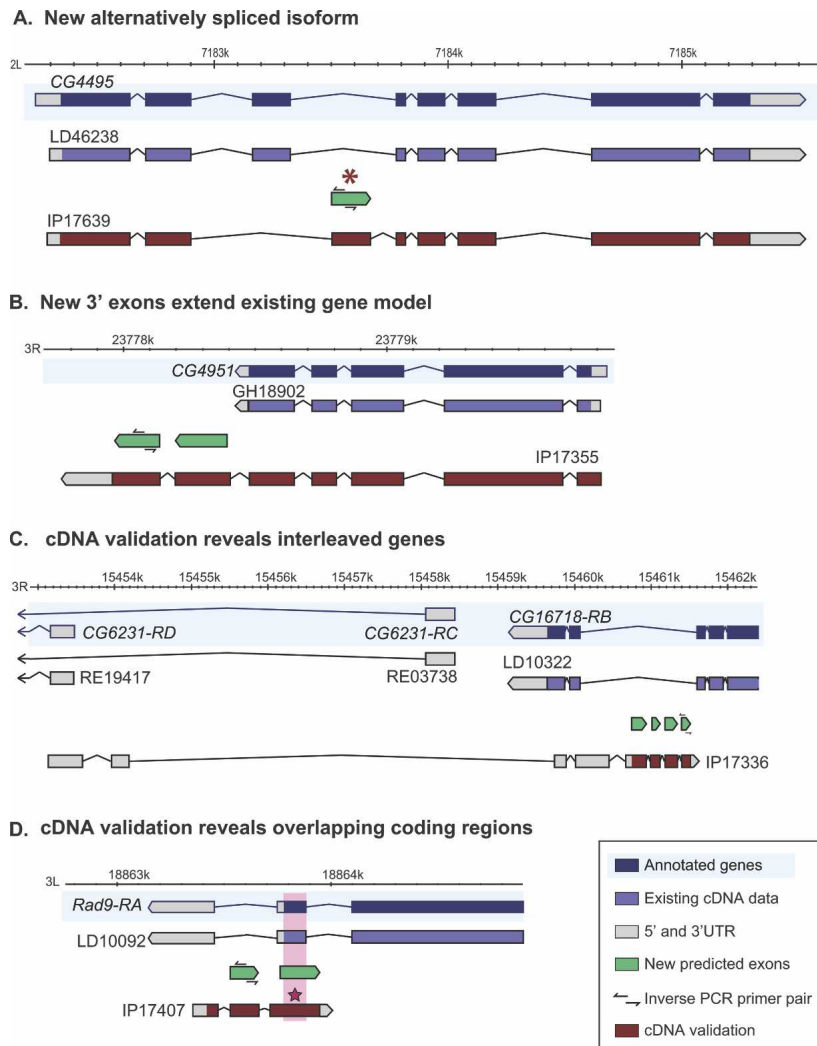 A. New alternatively spliced isoform
7183k 7184k 7185k
2L
CG4495
LD46238
*
IP17639
B. New 3’ exons extend existing gene model
23778k 23779k
3R
CG4951
GH18902
IP17355
C. cDNA validation reveals interleaved genes
15454k 15455k 15456k 15457k 15458k 15459k 15460k 15461k 15462k
3R
CG6231-RD CG6231-RC CG16718-RB
RE19417 RE03738 LD10322
IP17336
D. cDNA validation reveals overlapping coding regions
18863k 18864k
3L
Rad9-RA
LD10092
IP17407
Annotated genes
Existing cDNA data
5’ and 3’UTR
New predicted exons
Inverse PCR primer pair
cDNA validation